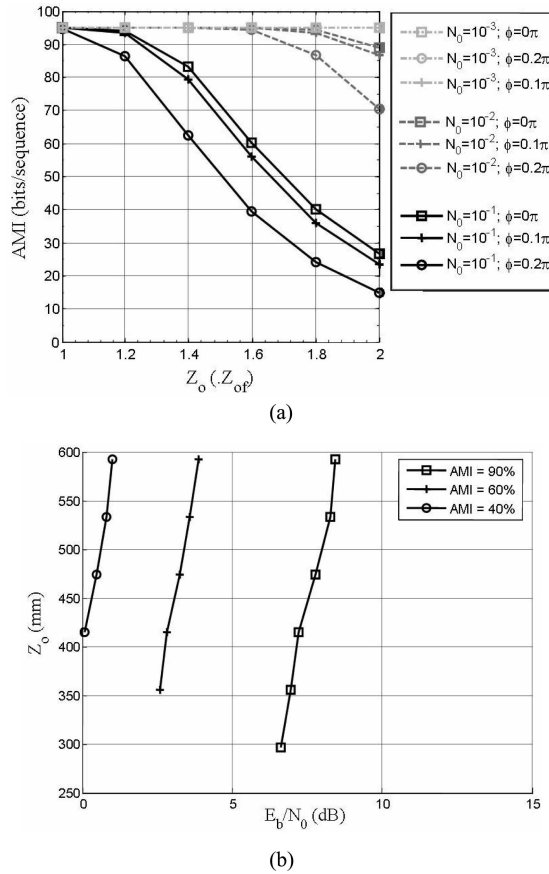 100
90
80
70
60
50
40
30
20
10
0
AMI (bits/sequence)
1 1.2 1.4 1.6 1.8 2
Z_o (.Z_of)
N_0=10^-3; ϕ=0π
N_0=10^-3; ϕ=0.2π
N_0=10^-3; ϕ=0.1π
N_0=10^-2; ϕ=0π
N_0=10^-2; ϕ=0.1π
N_0=10^-2; ϕ=0.2π
N_0=10^-1; ϕ=0π
N_0=10^-1; ϕ=0.1π
N_0=10^-1; ϕ=0.2π
(a)
600
550
500
450
400
350
300
250
Z_o (mm)
0 5 10 15
E_b/N_0 (dB)
AMI = 90%
AMI = 60%
AMI = 40%
(b)